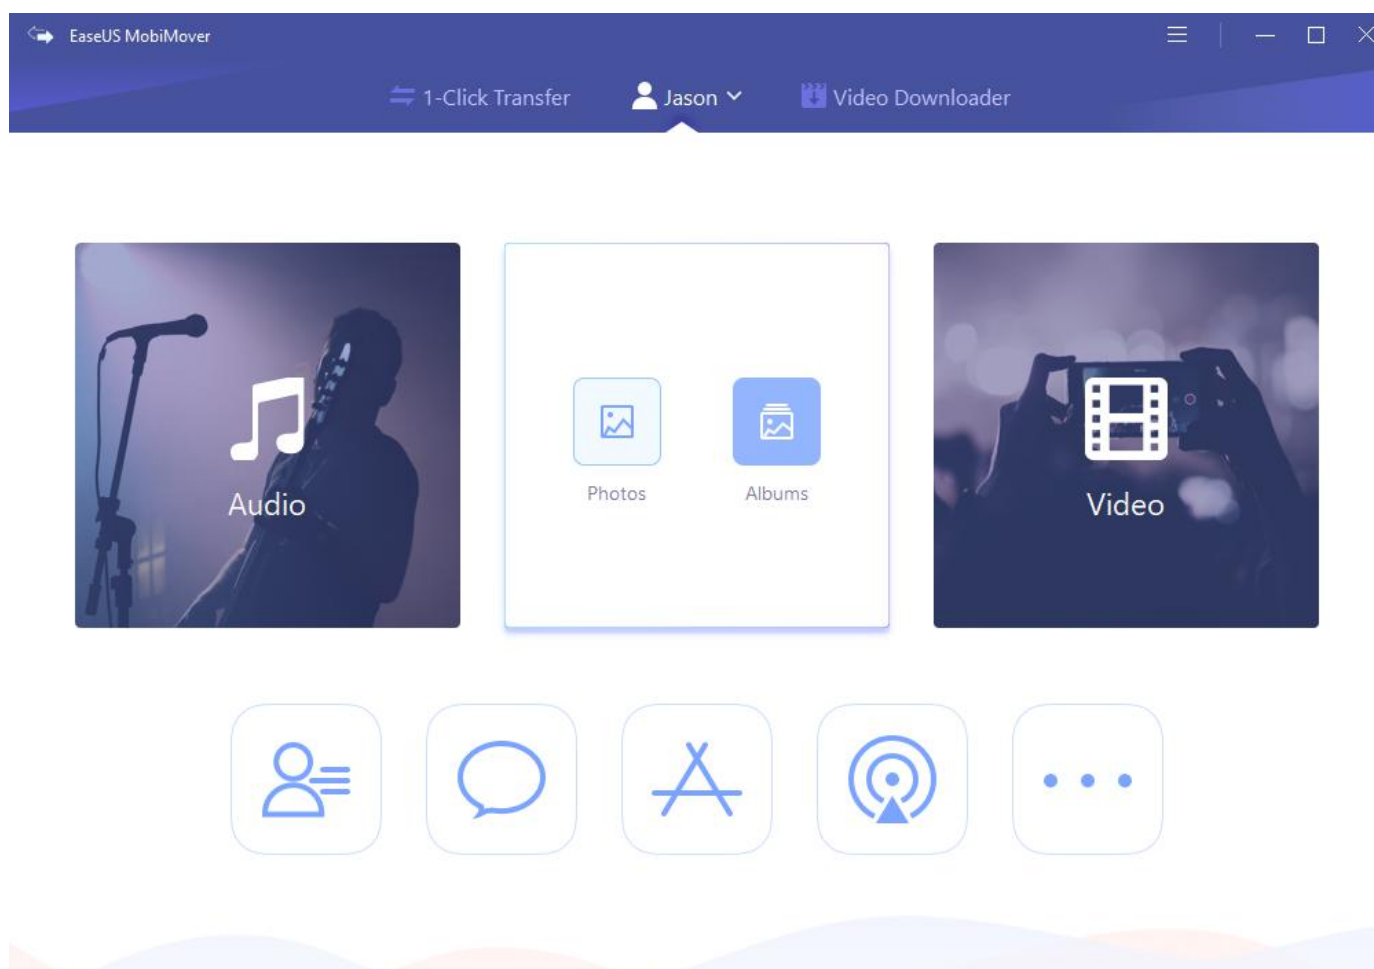 EaseUS MobiMover
1-Click Transfer
Jason
Video Downloader
Audio
Photos
Albums
Video